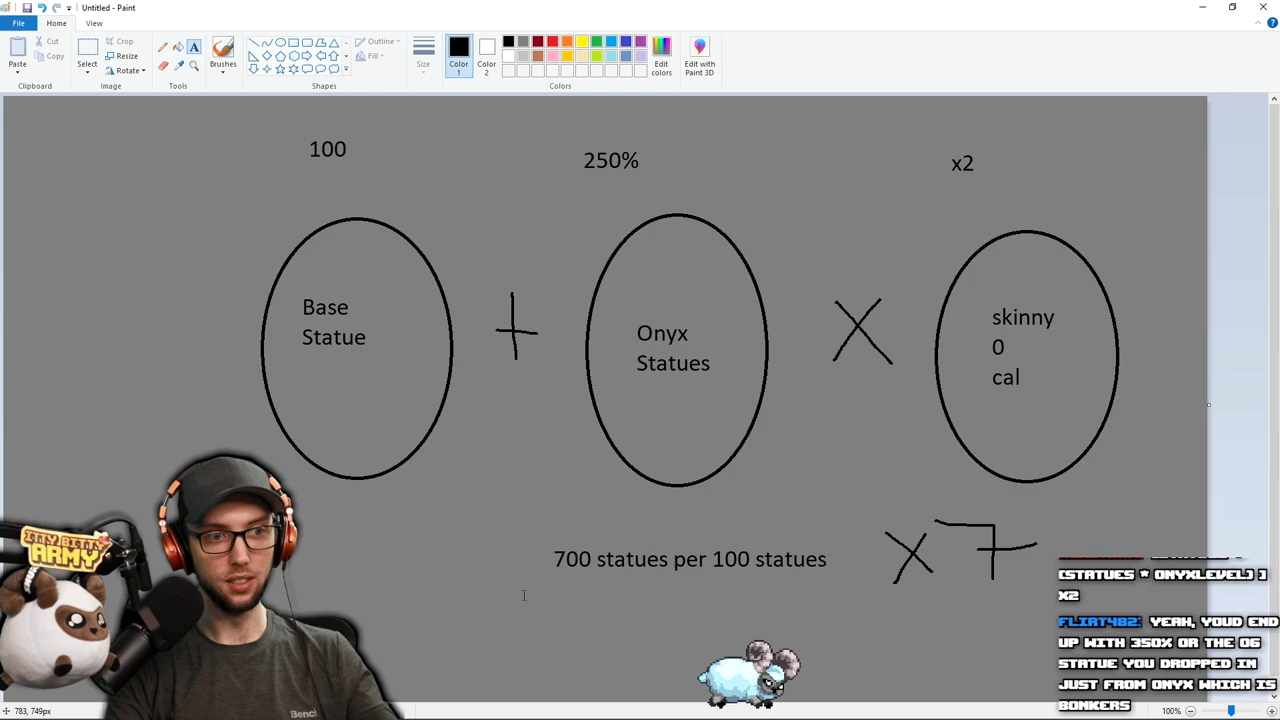 Untitled - Paint
File
Home
View
Paste
Cut
Copy
Clipboard
Select
Crop
Resize
Rotate
Image
A
Tools
Brushes
Shapes
Outline
Fill
Size
Color
1
Color
2
Edit
colors
Colors
Edit with
Paint 3D
100
250%
x2
Base
Statue
+
Onyx
Statues
X
skinny
0
cal
700 statues per 100 statues
X7
ITTY BITTY
ARMY
Bench
[STATUES * ONYXLEVEL] ]
X2
FLIRT482: YEAH, YOUD END
UP WITH 350X OR THE OG
STATUE YOU DROPPED IN
JUST FROM ONYX WHICH IS
BONKERS
783, 749px
100%